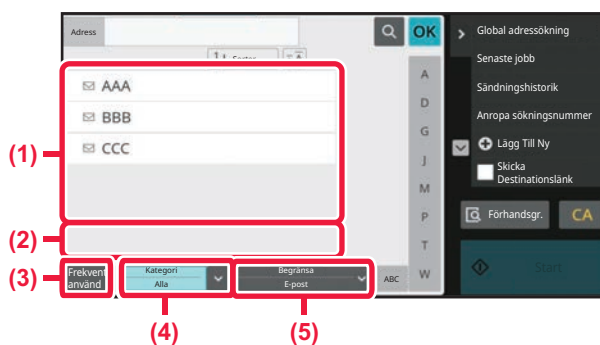 Adress
OK
AAA
BBB
CCC
A
D
G
J
M
P
T
W
ABC
(1)
(2)
(3)
Frekvent
använd
Kategori
Alla
(4)
Begränsa
E-post
(5)
Global adressökning
Senaste jobb
Sändningshistorik
Anropa sökningsnummer
Lägg Till Ny
Skicka
Destinationslänk
Förhandsgr.
CA
Start